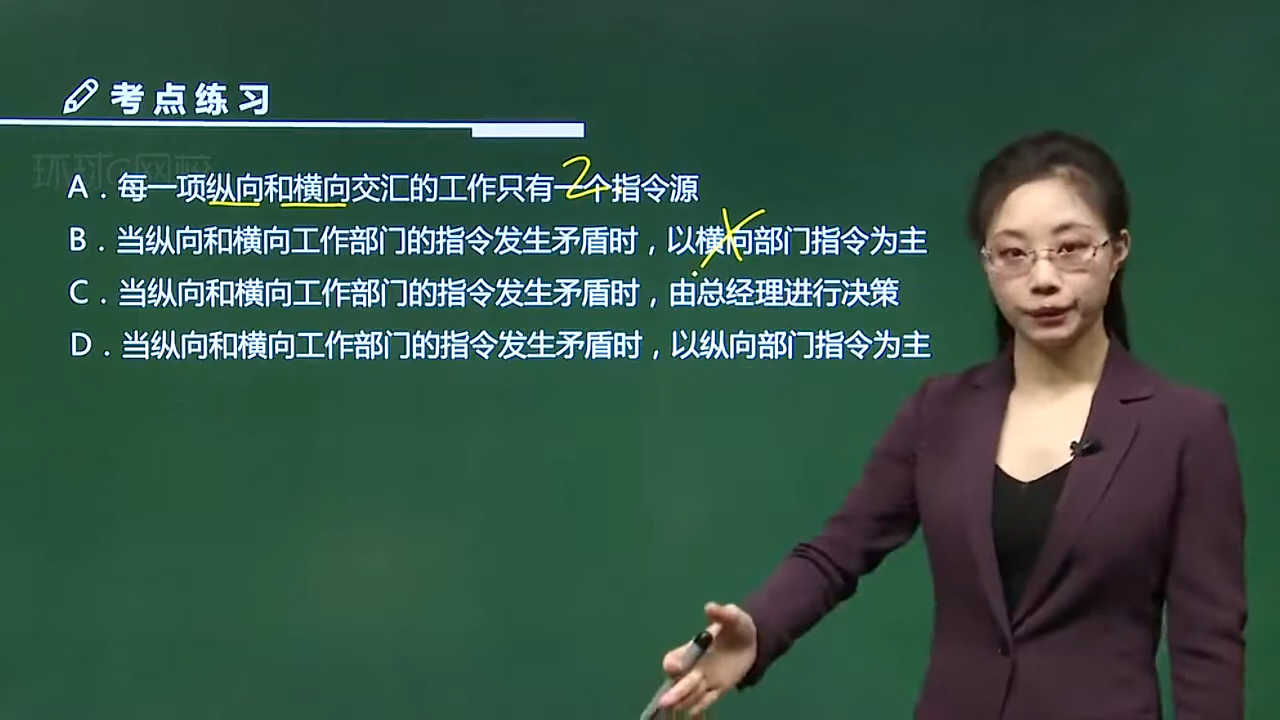 考点练习
环球网校
A．每一项纵向和横向交汇的工作只有一个指令源
2
B．当纵向和横向工作部门的指令发生矛盾时，以横向部门指令为主
C．当纵向和横向工作部门的指令发生矛盾时，由总经理进行决策
D．当纵向和横向工作部门的指令发生矛盾时，以纵向部门指令为主